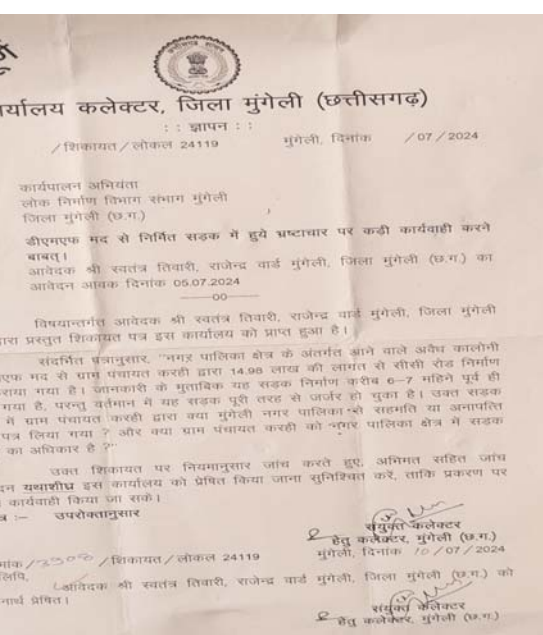 र्यालय कलेक्टर, जिला मुंगेली (छत्तीसगढ़)
: : ज्ञापन : :
/शिकायत/लोकल 24119 मुंगेली, दिनांक /07/2024
कार्यपालन अभियंता
लोक निर्माण विभाग संभाग मुंगेली
जिला मुंगेली (छ.ग.)
डीएमएफ मद से निर्मित सड़क में हुये भ्रष्टाचार पर कड़ी कार्यवाही करने
बाबत्।
आवेदक श्री स्वतंत्र तिवारी, राजेन्द्र वार्ड मुंगेली, जिला मुंगेली (छ.ग.) का
आवेदन आवक दिनांक 05.07.2024
——00——
विषयान्तर्गत आवेदक श्री स्वतंत्र तिवारी, राजेन्द्र वार्ड मुंगेली, जिला मुंगेली
ारा प्रस्तुत शिकायत पत्र इस कार्यालय को प्राप्त हुआ है।
संदर्भित पत्रानुसार, "नगर पालिका क्षेत्र के अंतर्गत आने वाले अवैध कालोनी
एफ मद से ग्राम पंचायत करही द्वारा 14.98 लाख की लागत से सीसी रोड निर्माण
राया गया है। जानकारी के मुताबिक यह सड़क निर्माण करीब 6-7 महिने पूर्व ही
गया है, परन्तु वर्तमान में यह सड़क पूरी तरह से जर्जर हो चुका है। उक्त सड़क
में ग्राम पंचायत करही द्वारा क्या मुंगेली नगर पालिका से सहमति या अनापत्ति
पत्र लिया गया ? और क्या ग्राम पंचायत करही को नगर पालिका क्षेत्र में सड़क
का अधिकार है ?"
उक्त शिकायत पर नियमानुसार जांच करते हुए, अभिमत सहित जांच
दन यथाशीघ्र इस कार्यालय को प्रेषित किया जाना सुनिश्चित करें, ताकि प्रकरण पर
कार्यवाही किया जा सके।
त्र :- उपरोक्तानुसार
संयुक्त कलेक्टर
हेतु कलेक्टर, मुंगेली (छ.ग.)
मांक/3308/शिकायत/लोकल 24119 मुंगेली, दिनांक 10/07/2024
लिपि,
आवेदक श्री स्वतंत्र तिवारी, राजेन्द्र वार्ड मुंगेली, जिला मुंगेली (छ.ग.) को
नार्थ प्रेषित।
संयुक्त कलेक्टर
हेतु कलेक्टर, मुंगेली (छ.ग.)